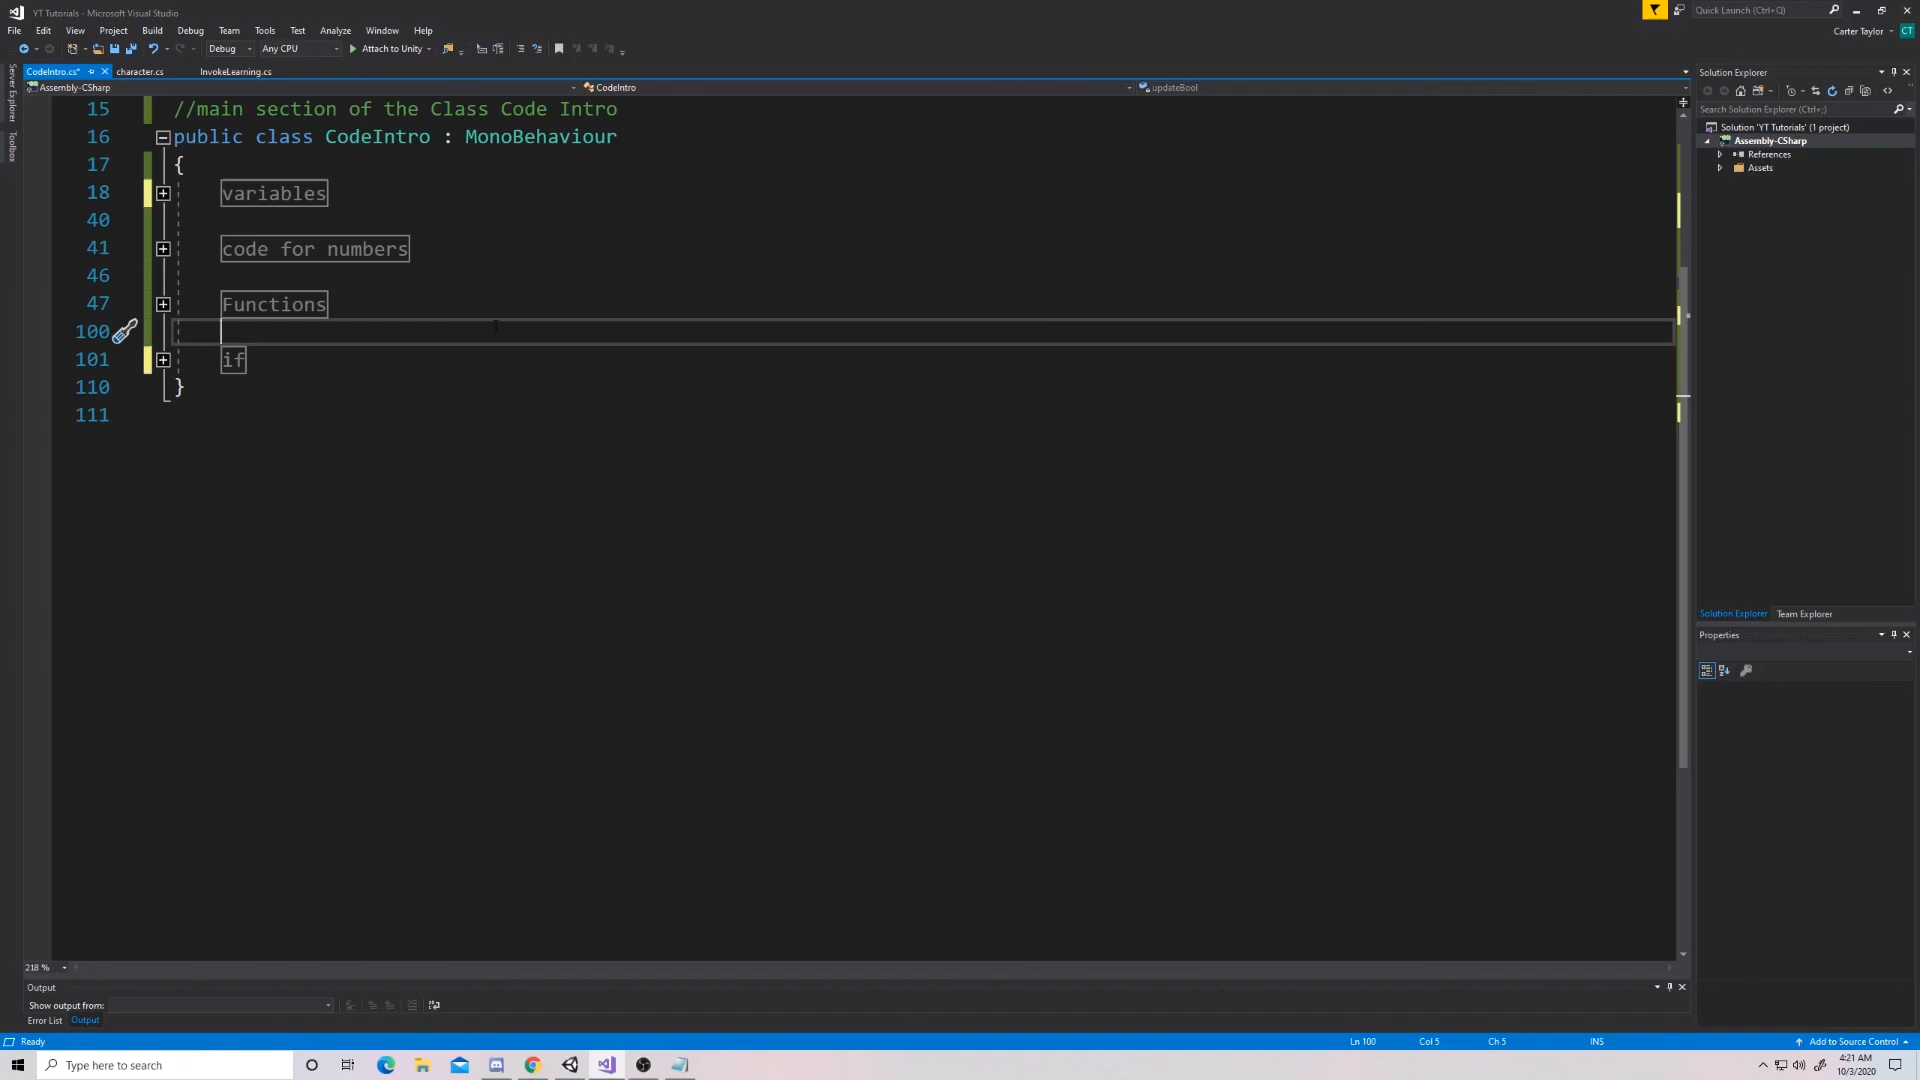 YT Tutorials - Microsoft Visual Studio
Quick Launch (Ctrl+Q)
File Edit View Project Build Debug Team Tools Test Analyze Window Help
Carter Taylor CT
Debug Any CPU Attach to Unity
CodeIntro.cs* character.cs InvokeLearning.cs
Assembly-CSharp CodeIntro updateBool
Server Explorer
Toolbox
15 //main section of the Class Code Intro
16 public class CodeIntro : MonoBehaviour
17 {
18 variables
40
41 code for numbers
46
47 Functions
100
101 if
110 }
111
218 %
Output
Show output from:
Error List Output
Solution Explorer
Search Solution Explorer (Ctrl+;)
Solution 'YT Tutorials' (1 project)
Assembly-CSharp
References
Assets
Solution Explorer Team Explorer
Properties
Ready Ln 100 Col 5 Ch 5 INS Add to Source Control
Type here to search
4:21 AM
10/3/2020